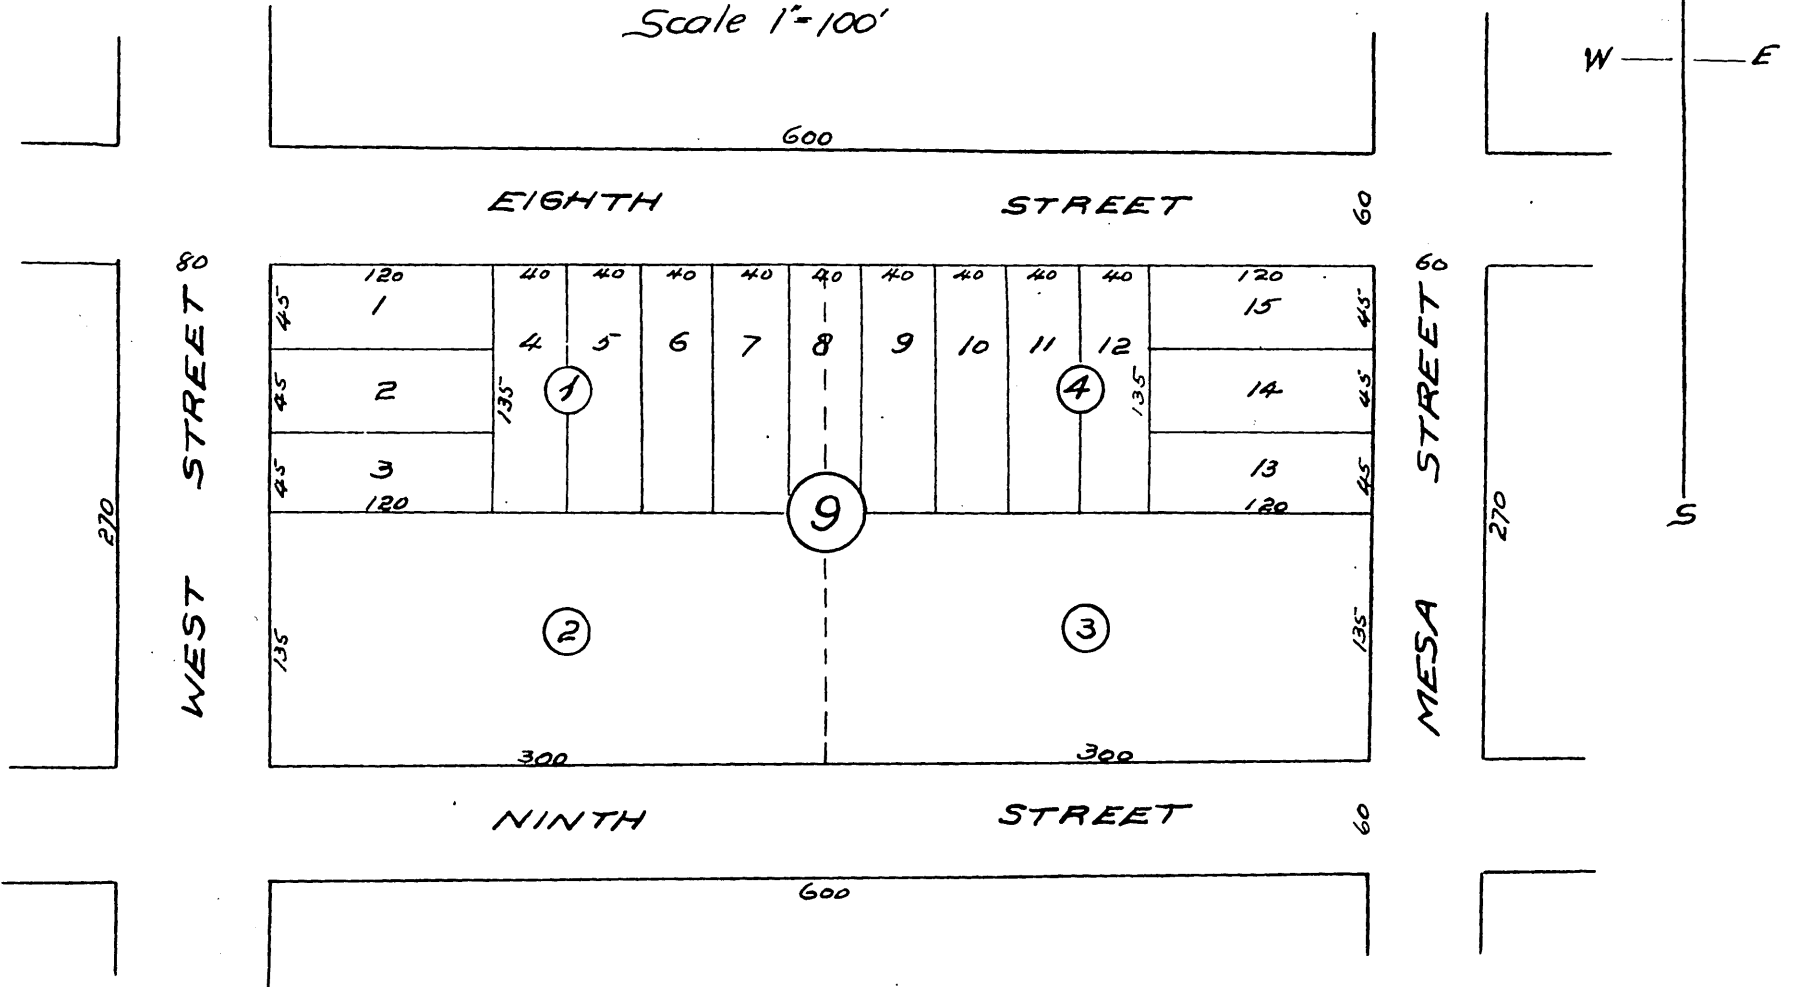 Scale 1"=100'
W E
600
EIGHTH STREET 60
80 60
120 40 40 40 40 40 40 40 40 40 120
45 1 15 45
4 5 6 7 8 9 10 11 12
45 2 135 1 4 135 14 45
45 3 13 45
120 120
9
S
WEST STREET
MESA STREET
270 270
135 2 3 135
300 300
NINTH STREET 60
600